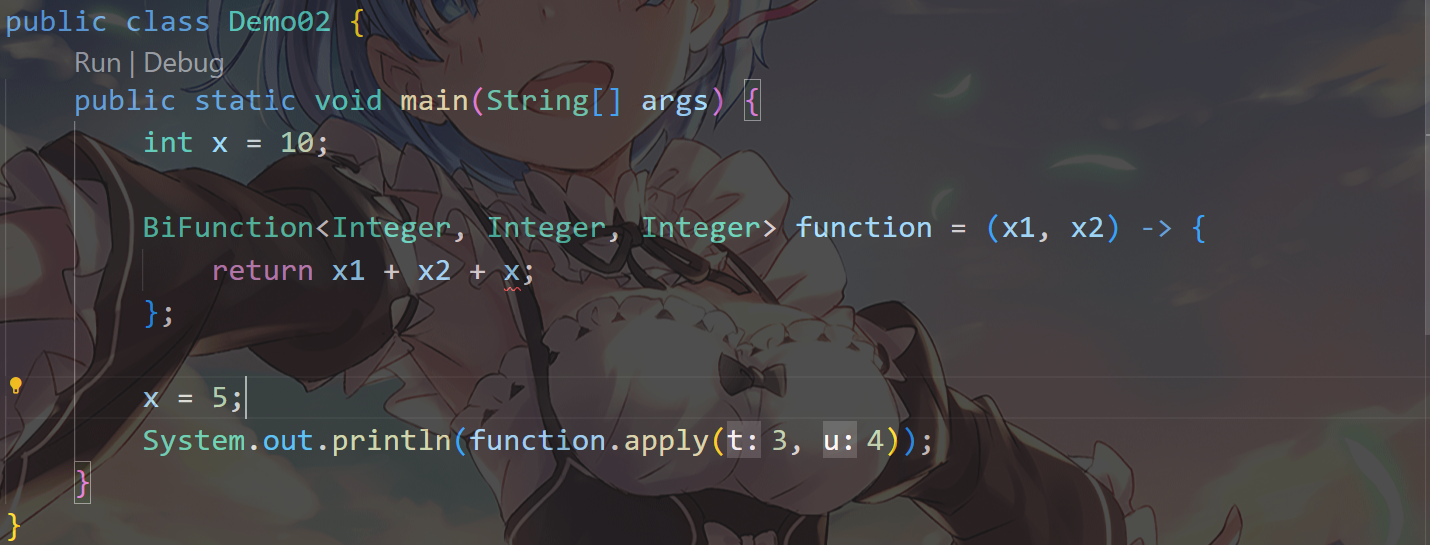 public class Demo02 {
Run | Debug
public static void main(String[] args) {
int x = 10;
BiFunction<Integer, Integer, Integer> function = (x1, x2) -> {
return x1 + x2 + x;
};
x = 5;
System.out.println(function.apply(t: 3, u: 4));
}
}